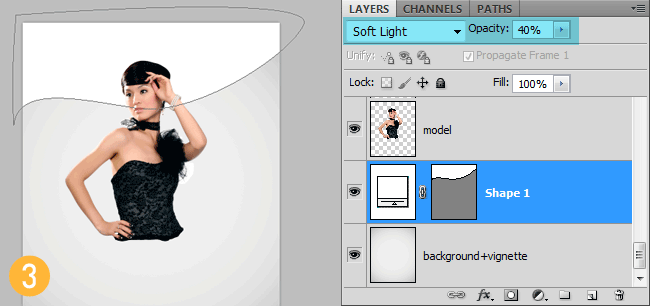 LAYERS CHANNELS PATHS
Soft Light Opacity: 40%
Unify: Propagate Frame 1
Lock: Fill: 100%
model
Shape 1
background+vignette
fx
3